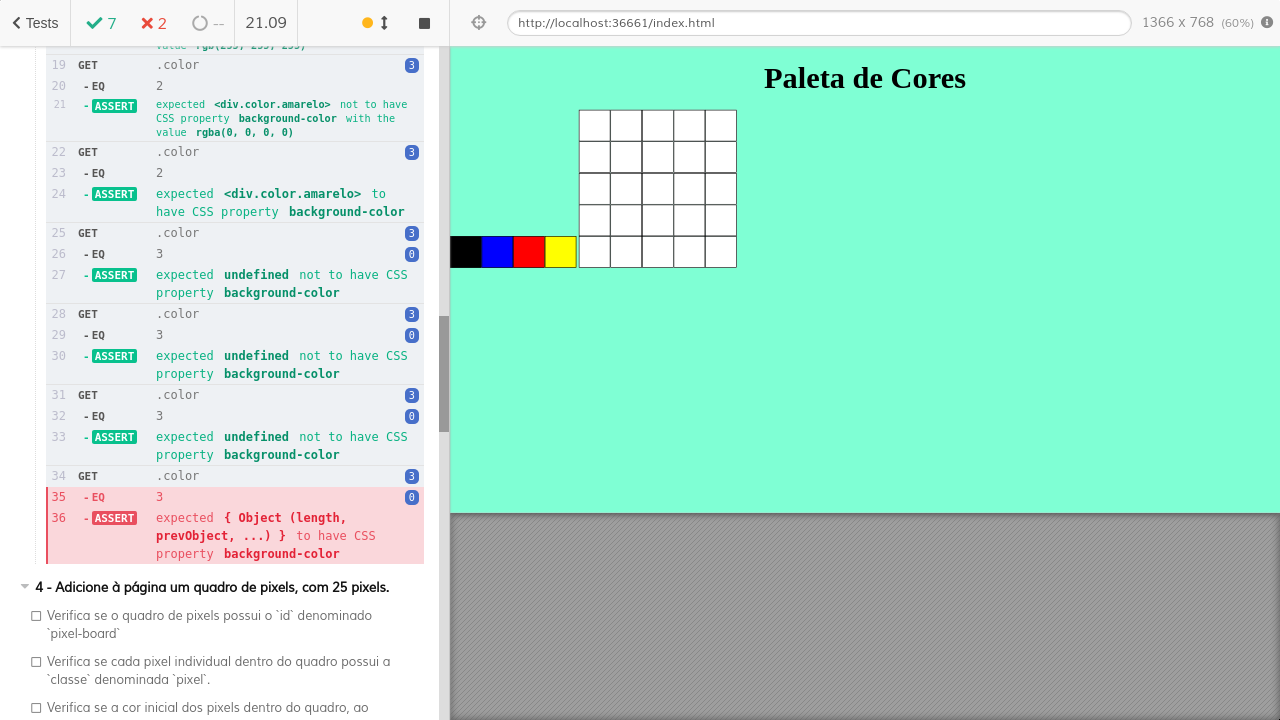 Tests 7 2 -- 21.09 http://localhost:36661/index.html 1366 x 768 (60%)
value rgb(255, 255, 255)
19 GET .color 3
20 - EQ 2
21 - ASSERT expected <div.color.amarelo> not to have
CSS property background-color with the
value rgba(0, 0, 0, 0)
22 GET .color 3
23 - EQ 2
24 - ASSERT expected <div.color.amarelo> to
have CSS property background-color
25 GET .color 3
26 - EQ 3 0
27 - ASSERT expected undefined not to have CSS
property background-color
28 GET .color 3
29 - EQ 3 0
30 - ASSERT expected undefined not to have CSS
property background-color
31 GET .color 3
32 - EQ 3 0
33 - ASSERT expected undefined not to have CSS
property background-color
34 GET .color 3
35 - EQ 3 0
36 - ASSERT expected { Object (length,
prevObject, ...) } to have CSS
property background-color
4 - Adicione à página um quadro de pixels, com 25 pixels.
Verifica se o quadro de pixels possui o `id` denominado
`pixel-board`
Verifica se cada pixel individual dentro do quadro possui a
`classe` denominada `pixel`.
Verifica se a cor inicial dos pixels dentro do quadro, ao
Paleta de Cores